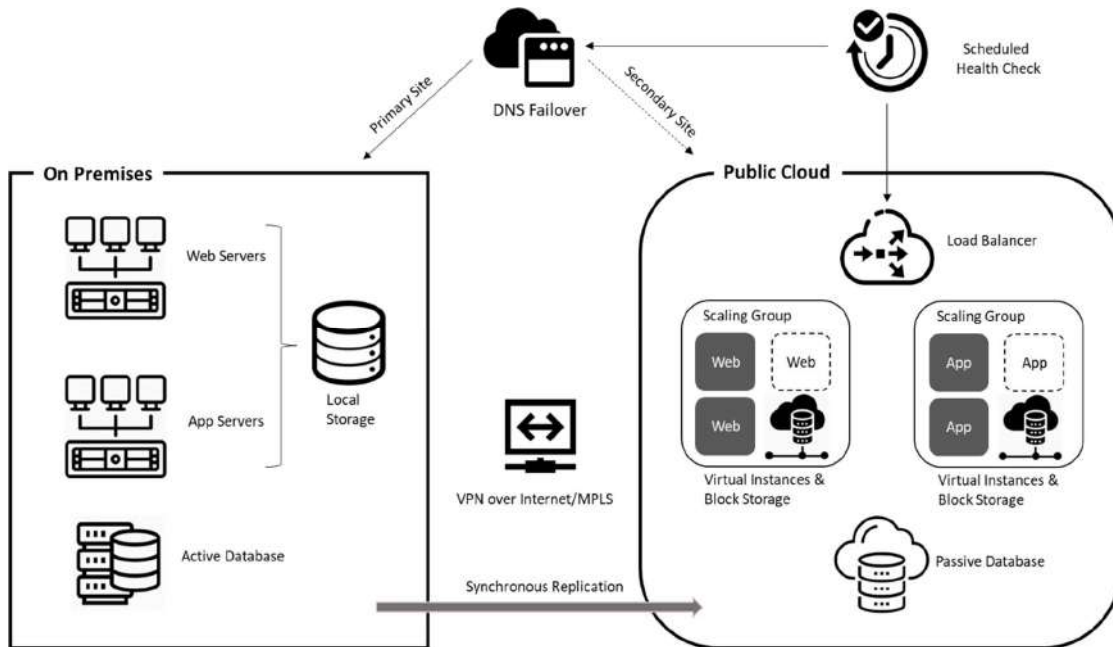 Scheduled
Health Check
DNS Failover
Primary Site
Secondary Site
On Premises
Web Servers
App Servers
Local
Storage
Active Database
VPN over Internet/MPLS
Synchronous Replication
Public Cloud
Load Balancer
Scaling Group
Web
Web
Web
Virtual Instances &
Block Storage
Scaling Group
App
App
App
Virtual Instances &
Block Storage
Passive Database